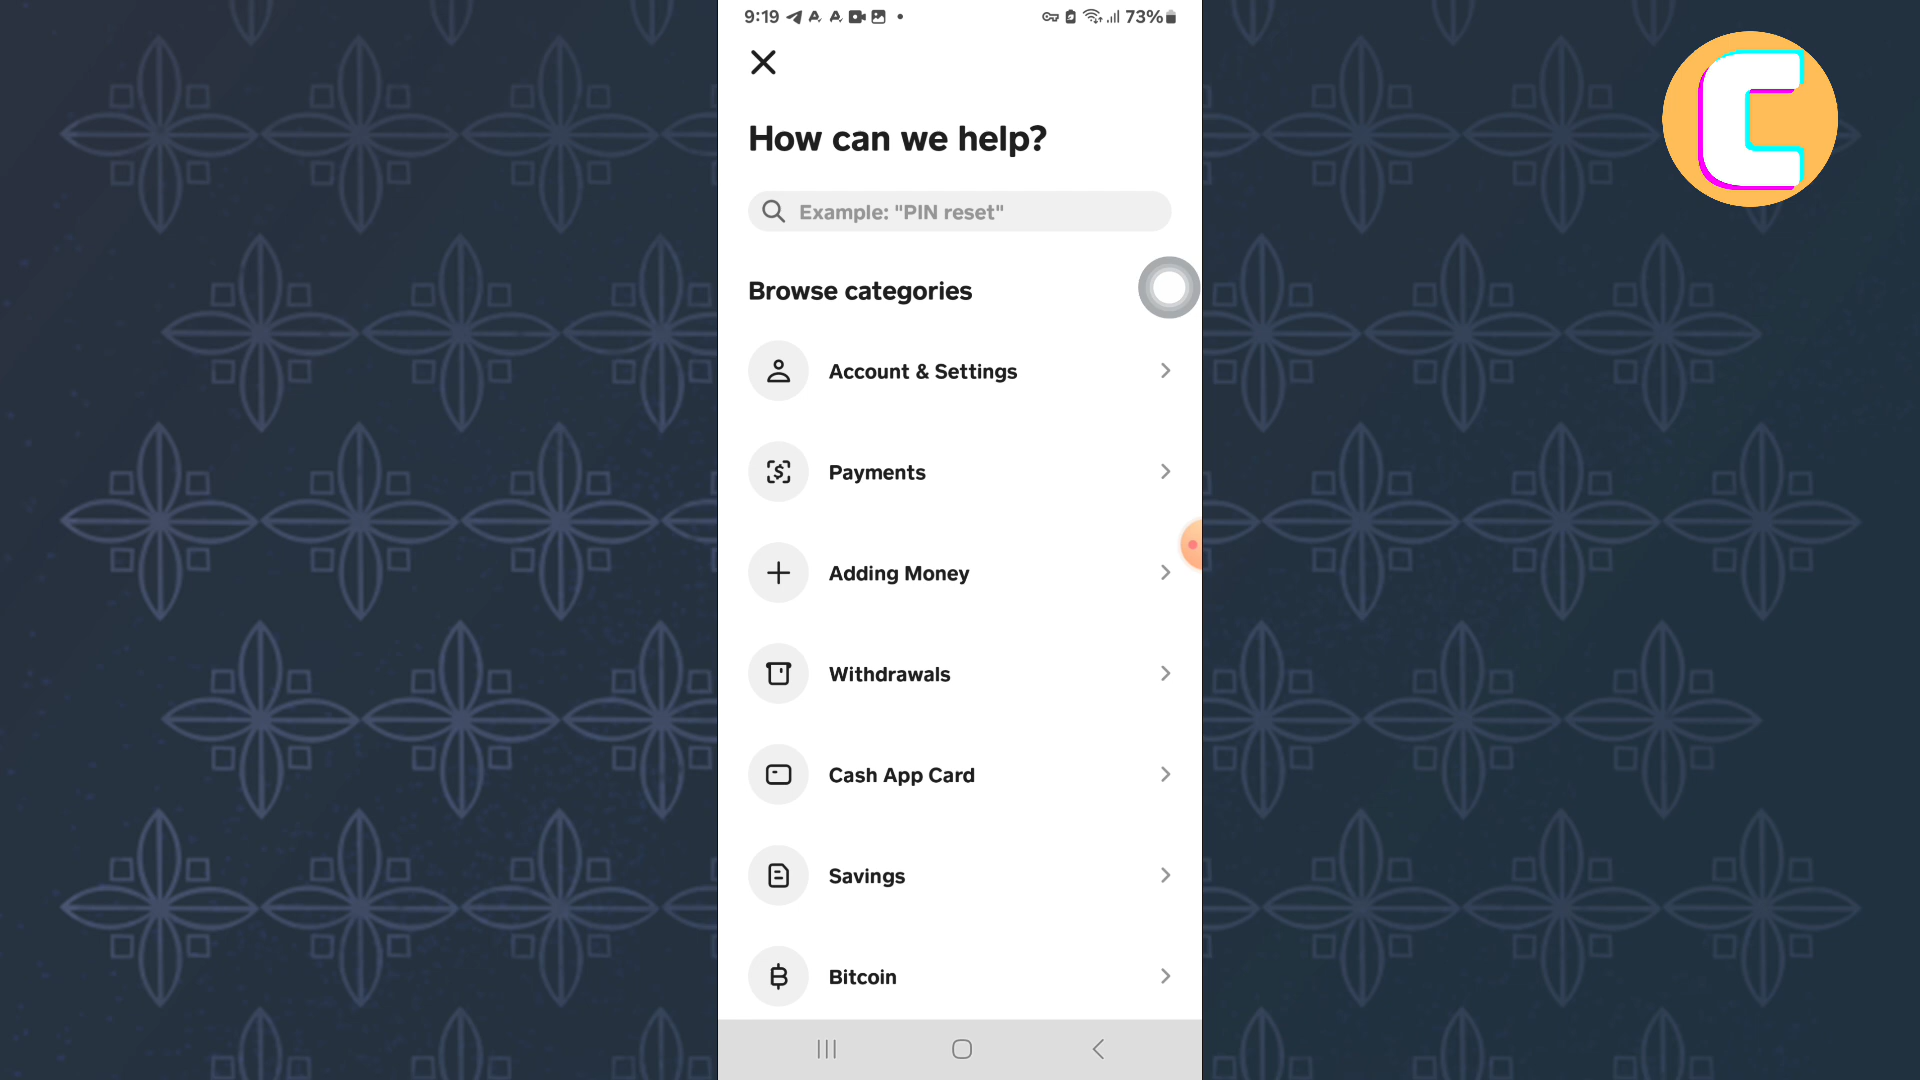 9:19 73%
How can we help?
Example: "PIN reset"
Browse categories
Account & Settings
Payments
Adding Money
Withdrawals
Cash App Card
Savings
Bitcoin
C